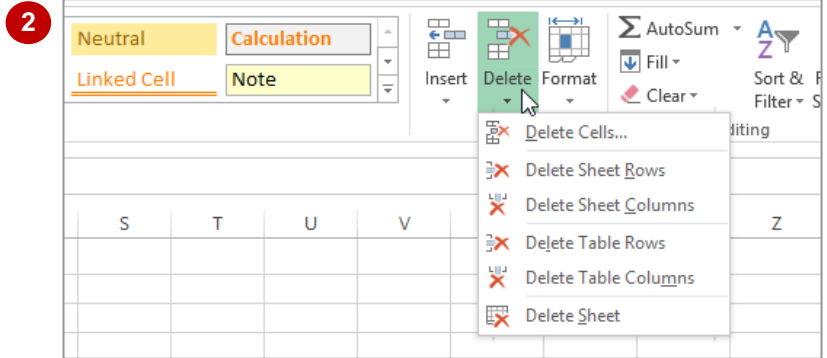 2
Neutral
Calculation
Linked Cell
Note
Insert
Delete
Format
AutoSum
Fill
Clear
Sort &
Filter
Delete Cells...
Delete Sheet Rows
Delete Sheet Columns
Delete Table Rows
Delete Table Columns
Delete Sheet
S T U V Z